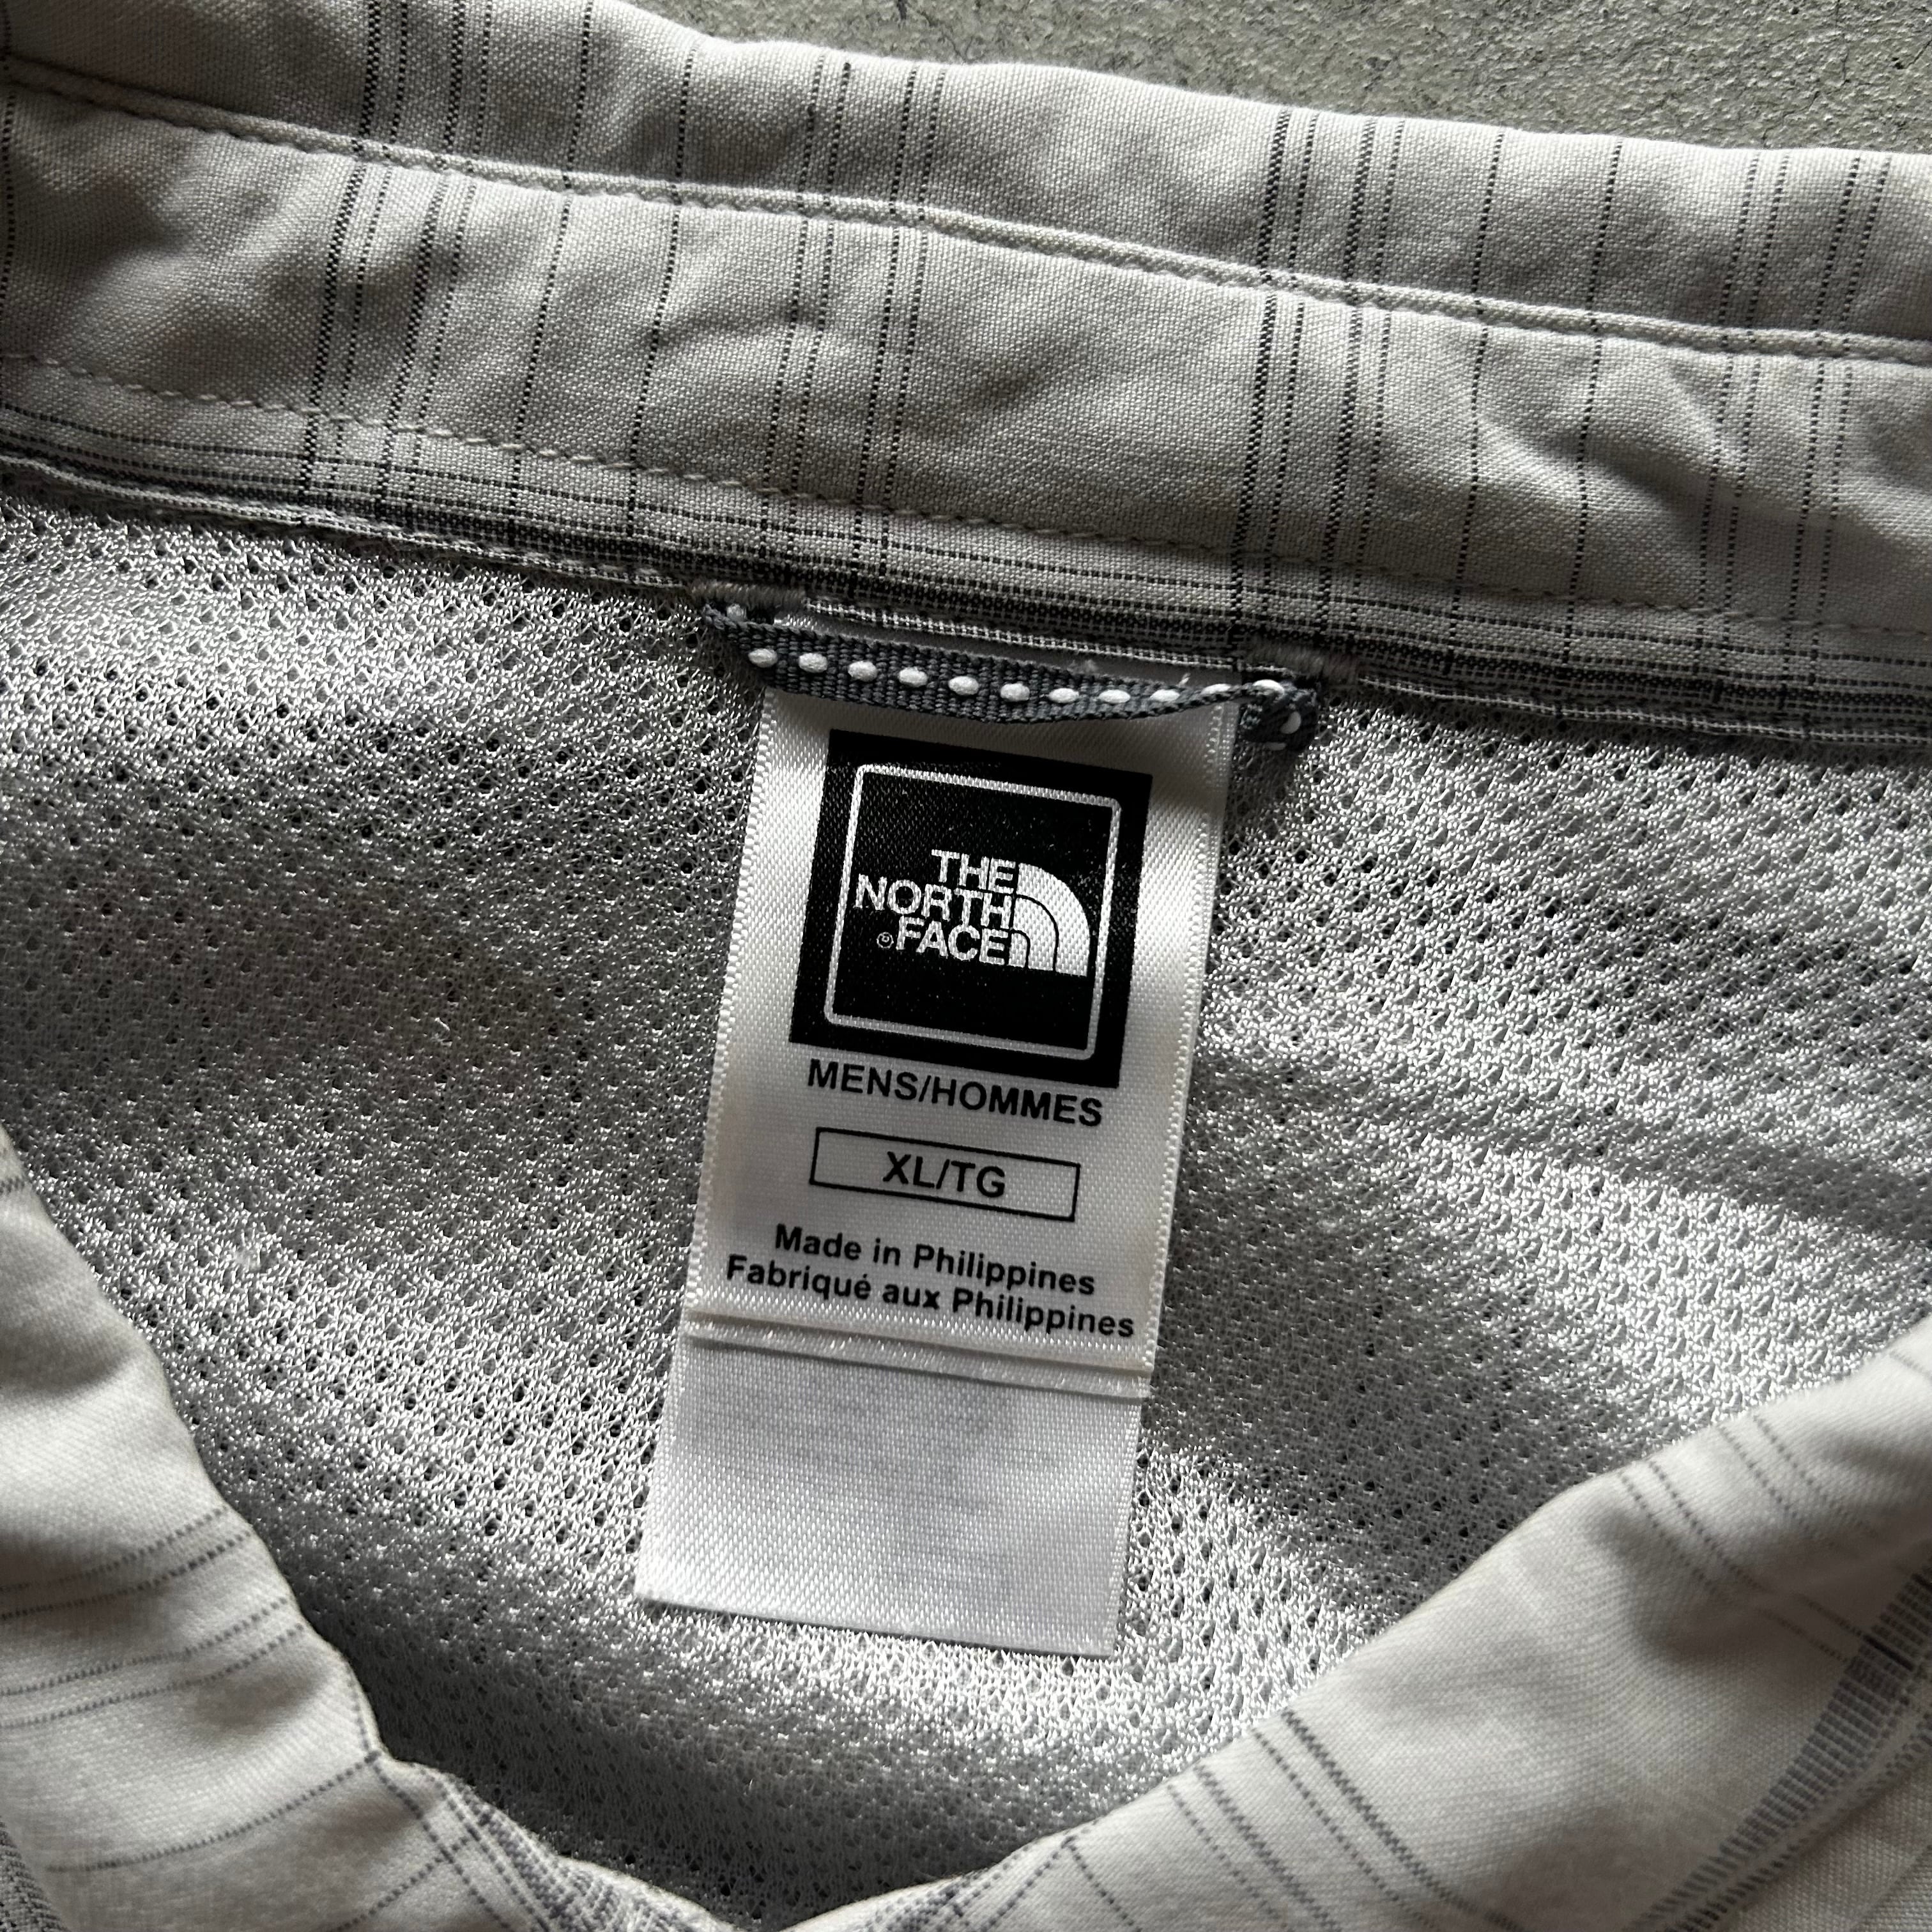 THE
NORTH
FACE
MENS/HOMMES
XL/TG
Made in Philippines
Fabriqué aux Philippines